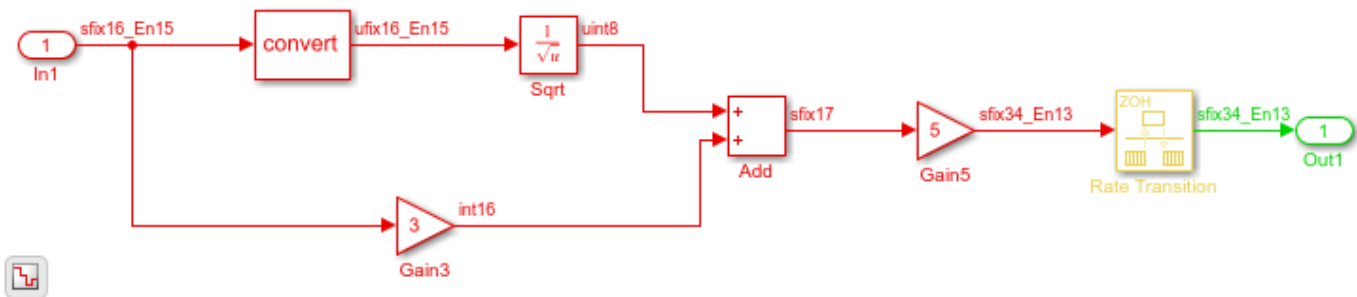 sfix16_En15
1
In1
convert
ufix16_En15
1
√u
Sqrt
uint8
3
Gain3
int16
+
+
Add
sfix17
5
Gain5
sfix34_En13
ZOH
Rate Transition
sfix34_En13
1
Out1